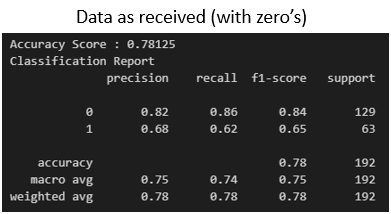 Data as received (with zero’s)
Accuracy Score : 0.78125
Classification Report
precision recall f1-score support
0 0.82 0.86 0.84 129
1 0.68 0.62 0.65 63
accuracy 0.78 192
macro avg 0.75 0.74 0.75 192
weighted avg 0.78 0.78 0.78 192